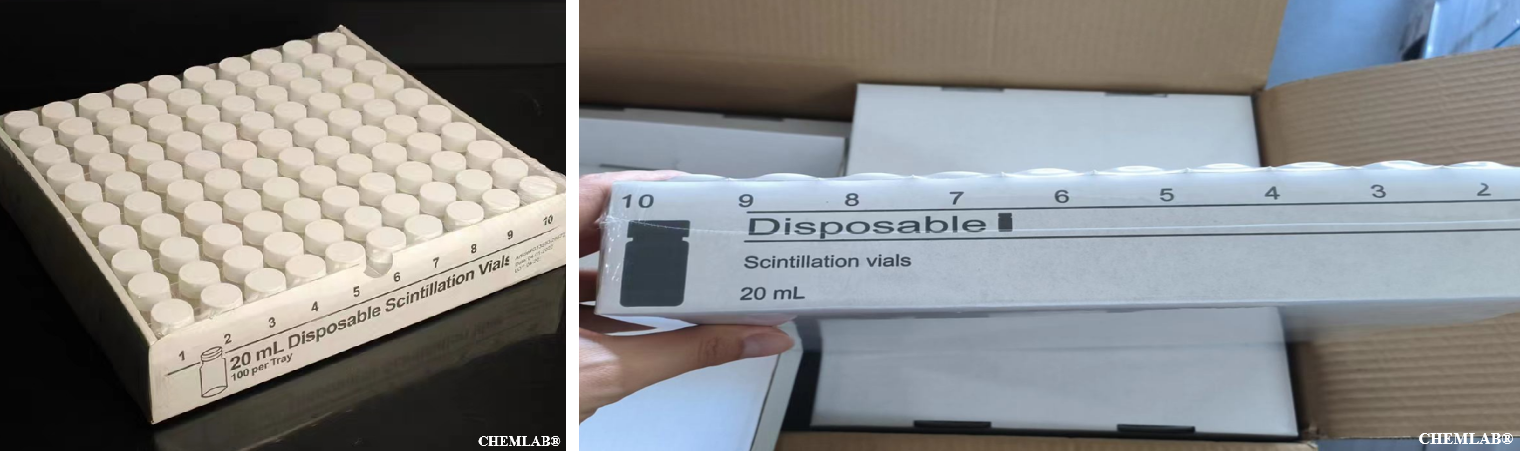 1 2 3 4 5 6 7 8 9 10
20 mL Disposable Scintillation Vials
100 per Tray
CHEMLAB®
10 9 8 7 6 5 4 3 2
Disposable
Scintillation vials
20 mL
CHEMLAB®